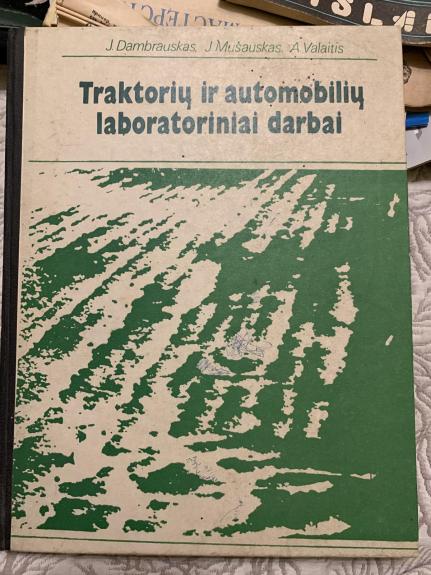 J. Dambrauskas, J. Mušauskas, A. Valaitis
Traktorių ir automobilių
laboratoriniai darbai